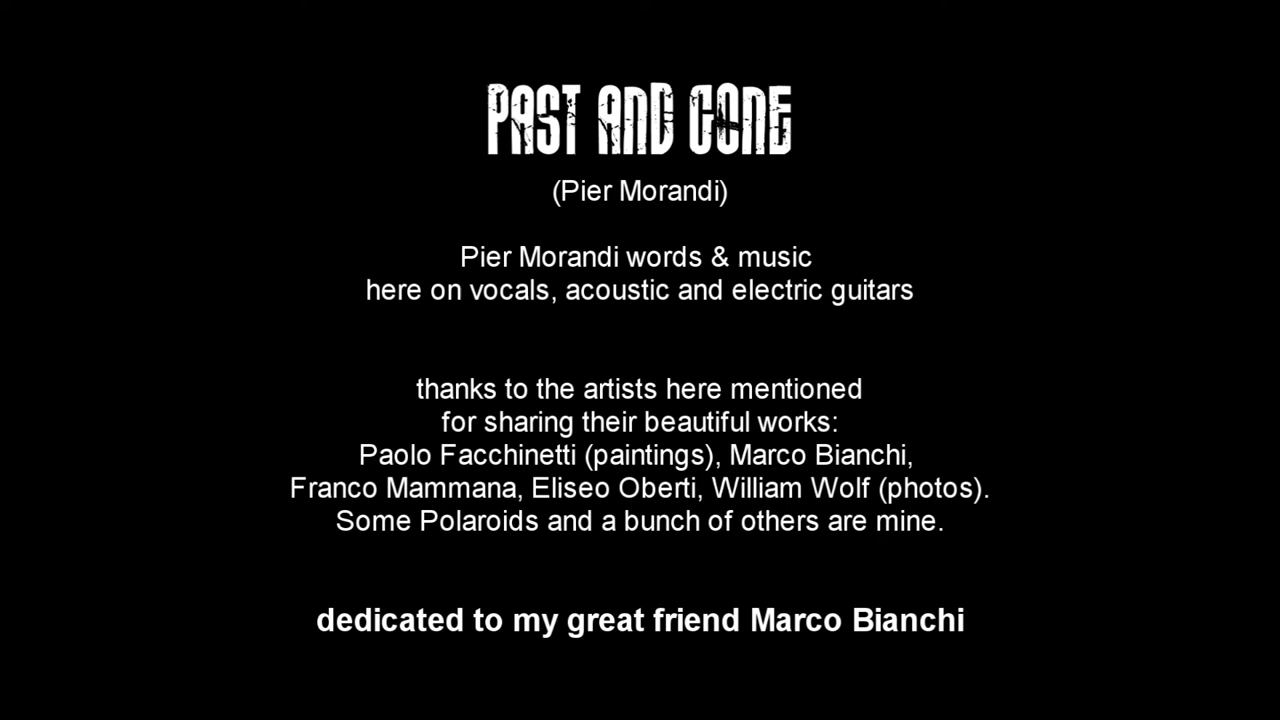 PAST AND GONE
(Pier Morandi)
Pier Morandi words & music
here on vocals, acoustic and electric guitars
thanks to the artists here mentioned
for sharing their beautiful works:
Paolo Facchinetti (paintings), Marco Bianchi,
Franco Mammana, Eliseo Oberti, William Wolf (photos).
Some Polaroids and a bunch of others are mine.
dedicated to my great friend Marco Bianchi